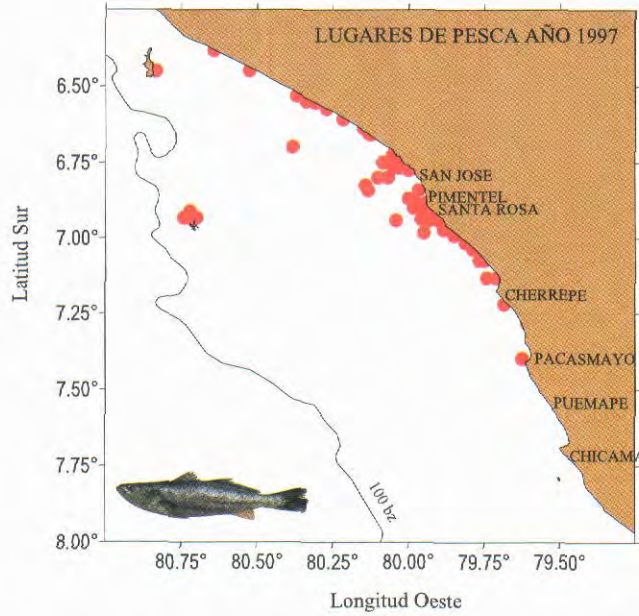 LUGARES DE PESCA AÑO 1997
6.50°
6.75°
7.00°
7.25°
7.50°
7.75°
8.00°
Latitud Sur
SAN JOSE
PIMENTEL
SANTA ROSA
CHERREPE
PACASMAYO
PUEMAPE
CHICAMA
100 bz
80.75°
80.50°
80.25°
80.00°
79.75°
79.50°
Longitud Oeste